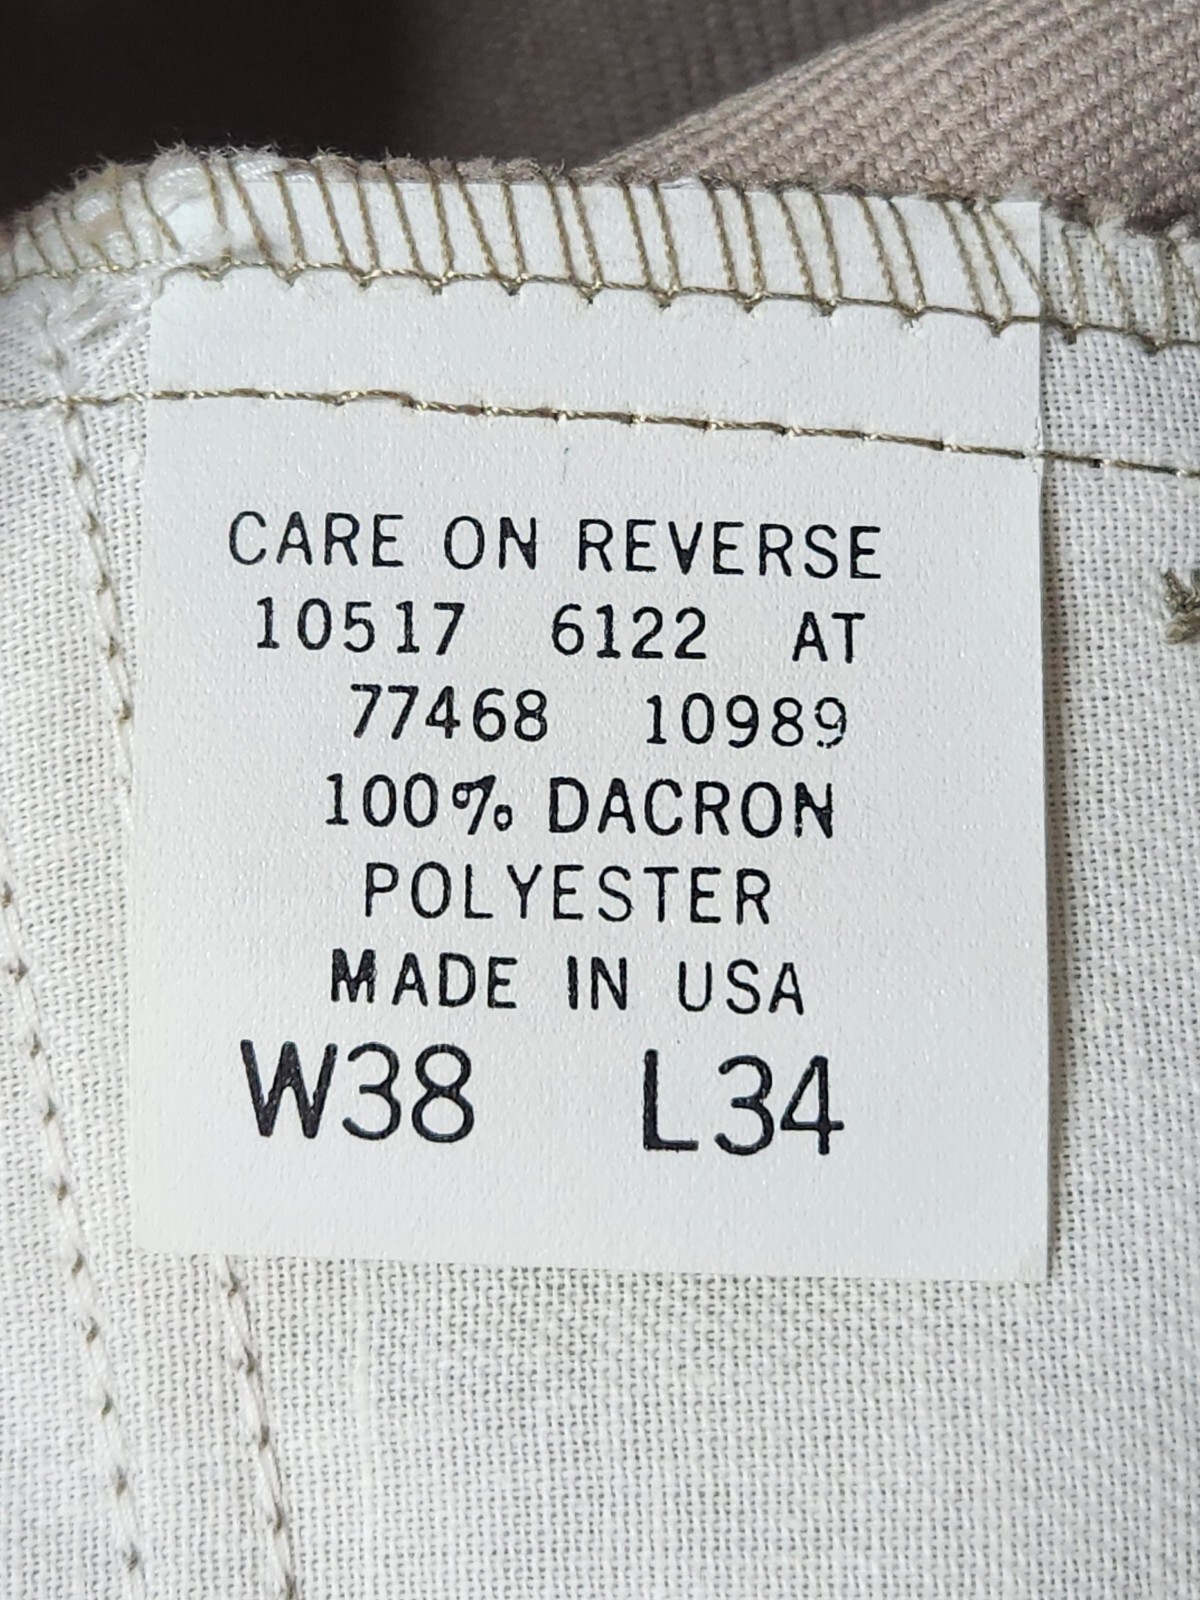 CARE ON REVERSE
10517 6122 AT
77468 10989
100% DACRON
POLYESTER
MADE IN USA
W38 L34